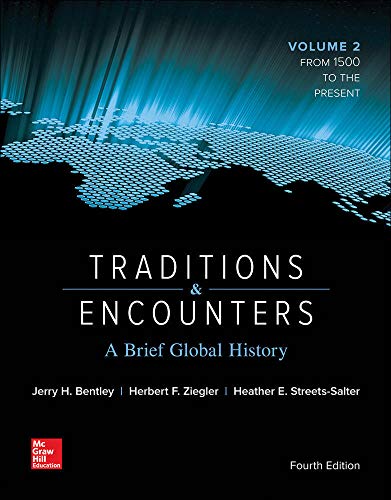 VOLUME 2
FROM 1500
TO THE
PRESENT
TRADITIONS
&
ENCOUNTERS
A Brief Global History
Jerry H. Bentley | Herbert F. Ziegler | Heather E. Streets-Salter
Mc
Graw
Hill
Education
Fourth Edition